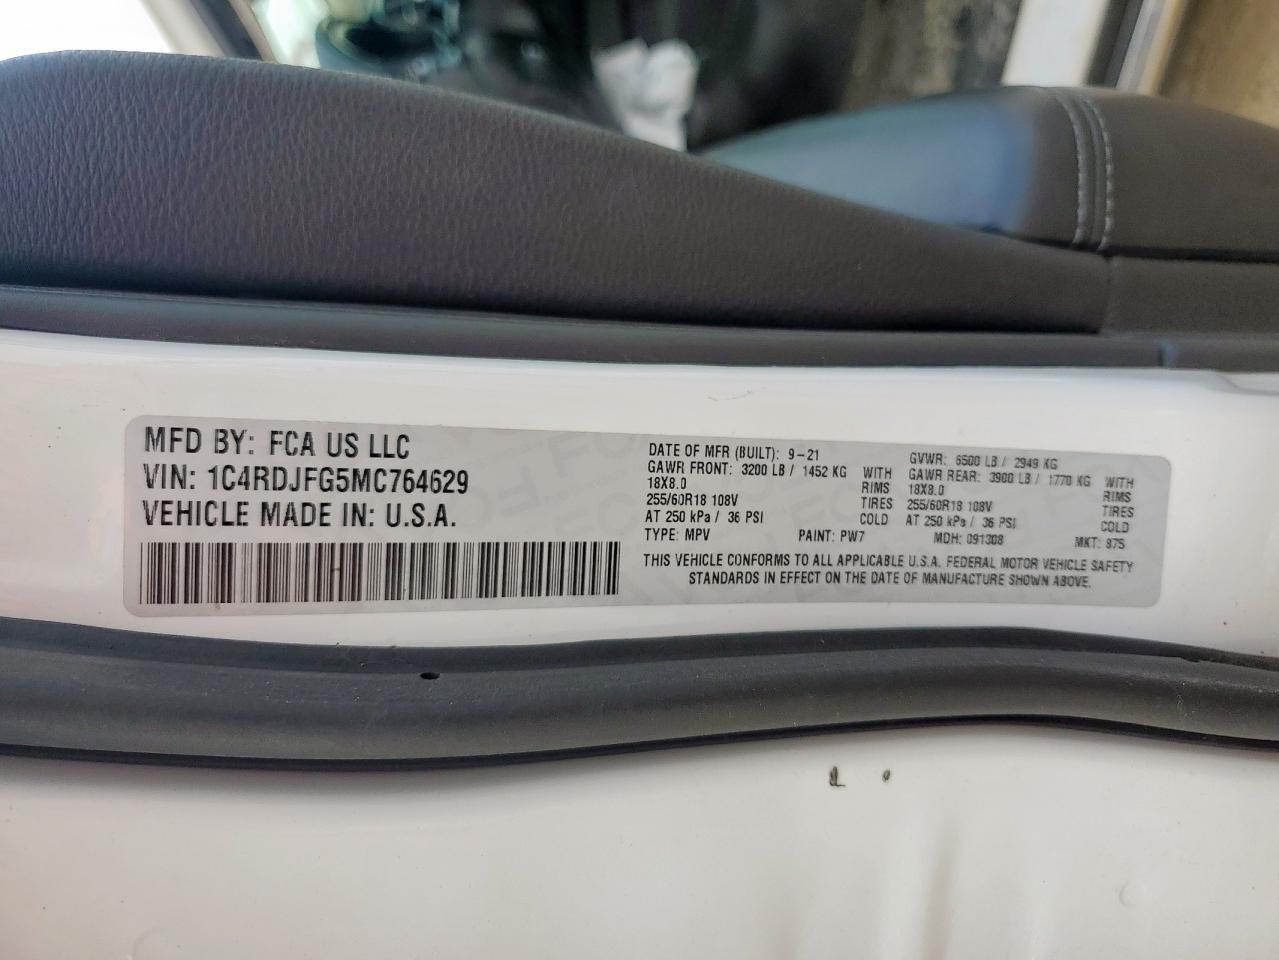 MFD BY: FCA US LLC
VIN: 1C4RDJFG5MC764629
VEHICLE MADE IN: U.S.A.
DATE OF MFR (BUILT): 9-21
GAWR FRONT: 3200 LB / 1452 KG WITH
18X8.0 RIMS
255/60R18 108V TIRES
AT 250 kPa / 36 PSI COLD
TYPE: MPV PAINT: PW7
GVWR: 6500 LB / 2949 KG
GAWR REAR: 3900 LB / 1770 KG WITH
18X8.0 RIMS
255/60R18 108V TIRES
AT 250 kPa / 36 PSI COLD
MDH: 091308 MKT: 875
THIS VEHICLE CONFORMS TO ALL APPLICABLE U.S.A. FEDERAL MOTOR VEHICLE SAFETY
STANDARDS IN EFFECT ON THE DATE OF MANUFACTURE SHOWN ABOVE.